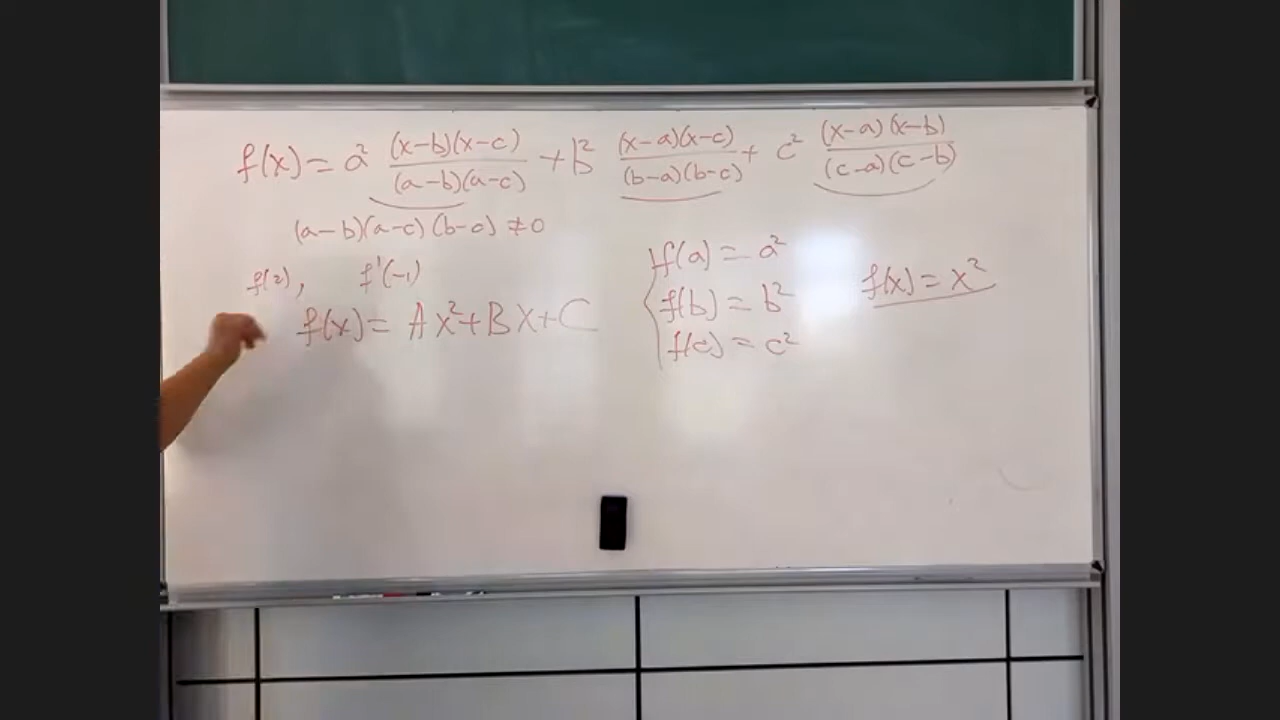 f(x) = a² (x-b)(x-c)/(a-b)(a-c) + b² (x-a)(x-c)/(b-a)(b-c) + c² (x-a)(x-b)/(c-a)(c-b)
(a-b)(a-c)(b-c) ≠ 0
f(2), f'(-1)
f(x) = Ax²+Bx+C
f(a) = a²
f(b) = b²
f(c) = c²
f(x) = x²